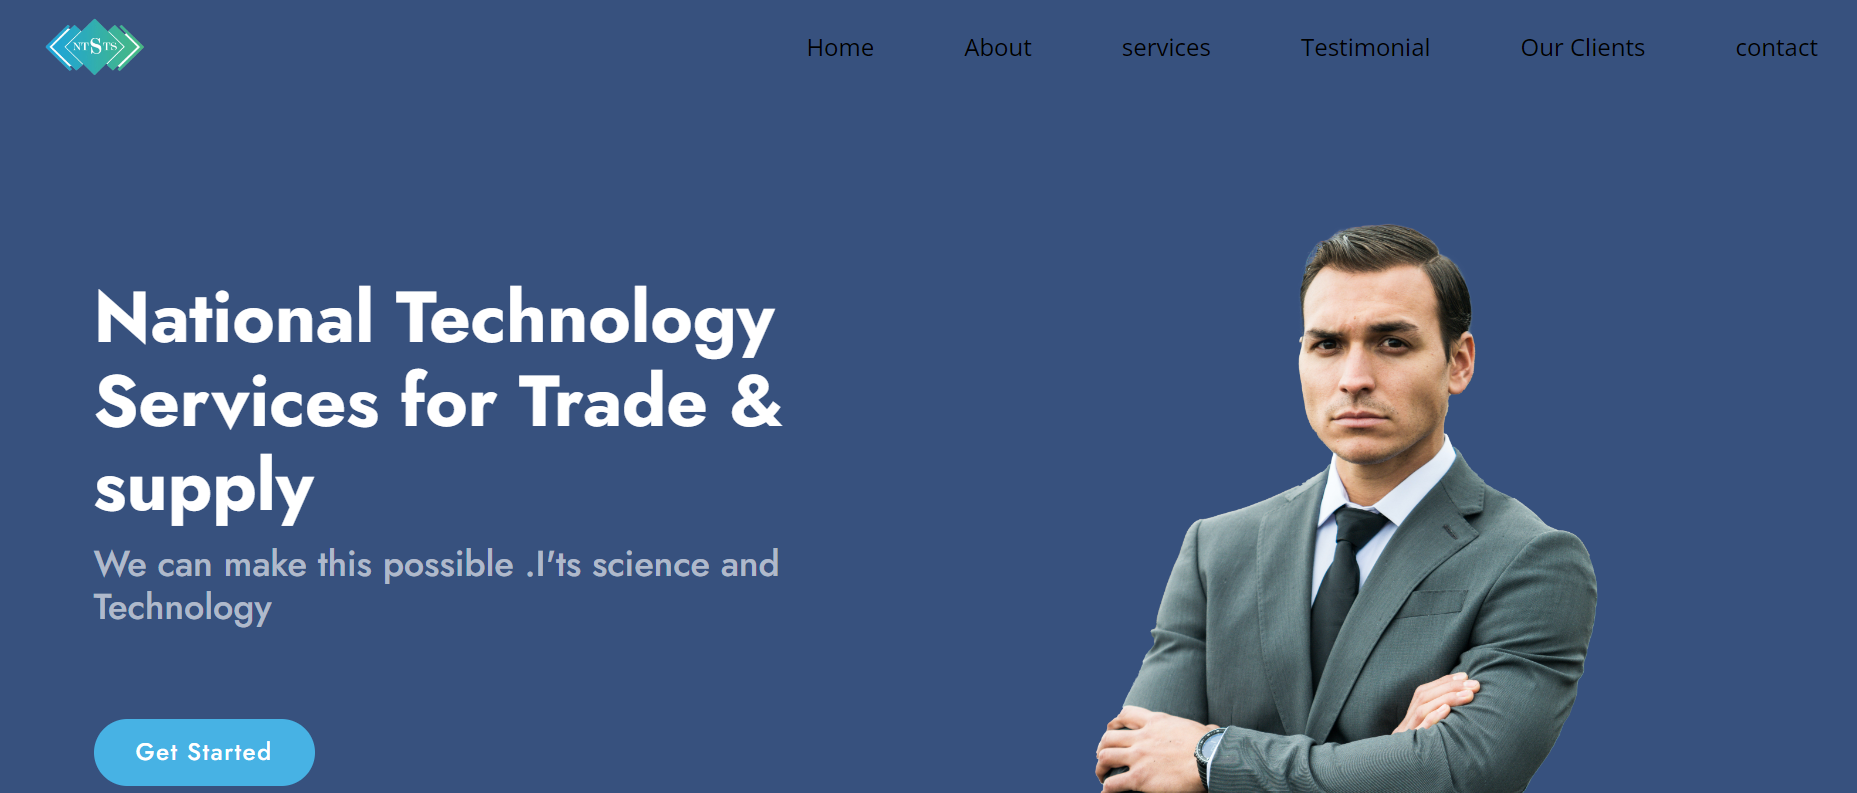 NTSTS
Home About services Testimonial Our Clients contact
National Technology
Services for Trade &
supply
We can make this possible .I'ts science and
Technology
Get Started